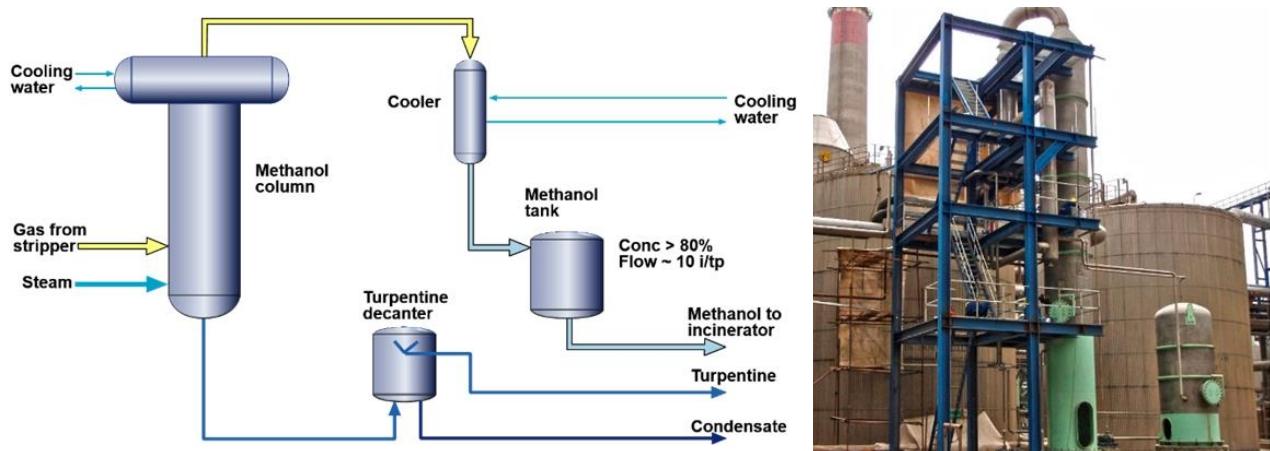 Cooling
water
Methanol
column
Gas from
stripper
Steam
Cooler
Cooling
water
Methanol
tank
Conc > 80%
Flow ~ 10 i/tp
Turpentine
decanter
Methanol to
incinerator
Turpentine
Condensate